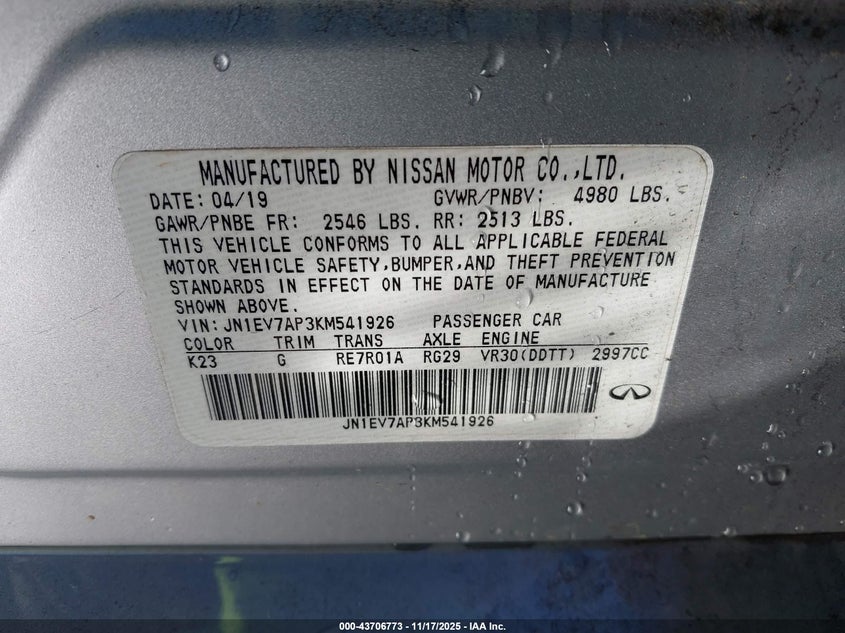 MANUFACTURED BY NISSAN MOTOR CO.,LTD.
DATE: 04/19 GVWR/PNBV: 4980 LBS.
GAWR/PNBE FR: 2546 LBS. RR: 2513 LBS.
THIS VEHICLE CONFORMS TO ALL APPLICABLE FEDERAL
MOTOR VEHICLE SAFETY,BUMPER,AND THEFT PREVENTION
STANDARDS IN EFFECT ON THE DATE OF MANUFACTURE
SHOWN ABOVE.
VIN: JN1EV7AP3KM541926 PASSENGER CAR
COLOR TRIM TRANS AXLE ENGINE
K23 G RE7R01A RG29 VR30(DDTT) 2997CC
JN1EV7AP3KM541926
000-43706773 - 11/17/2025 - IAA Inc.